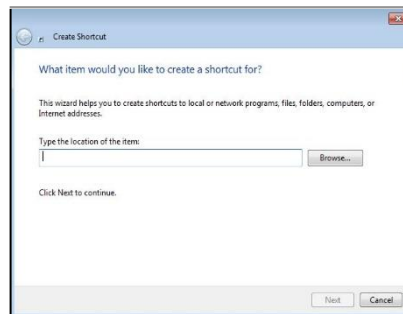 Create Shortcut
What item would you like to create a shortcut for?
This wizard helps you to create shortcuts to local or network programs, files, folders, computers, or
Internet addresses.
Type the location of the item:
Browse...
Click Next to continue.
Next
Cancel